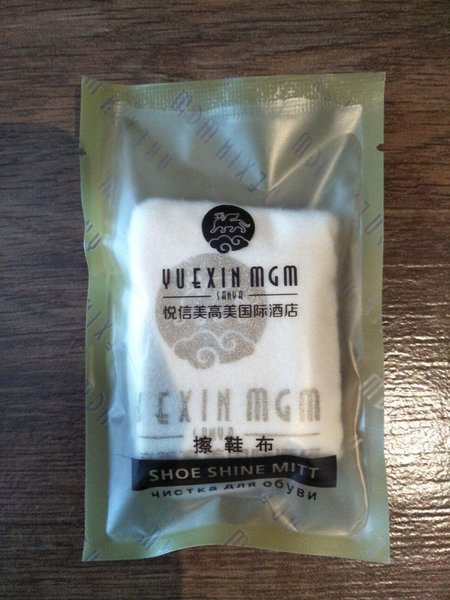 YUEXIN MGM
SANYA
悦信美高美国际酒店
YUEXIN MGM
擦鞋布
SHOE SHINE MITT
чистка для обуви